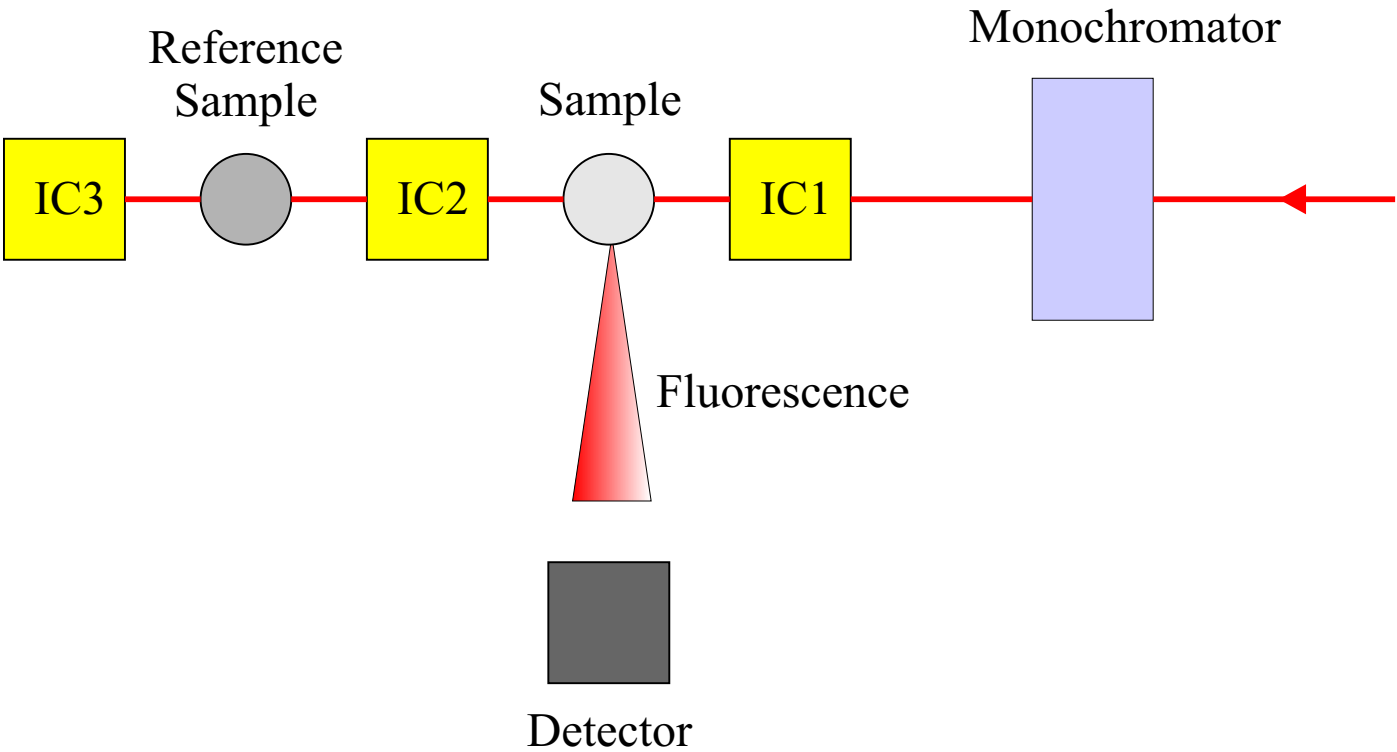 Monochromator
Reference
Sample
Sample
IC3
IC2
IC1
Fluorescence
Detector